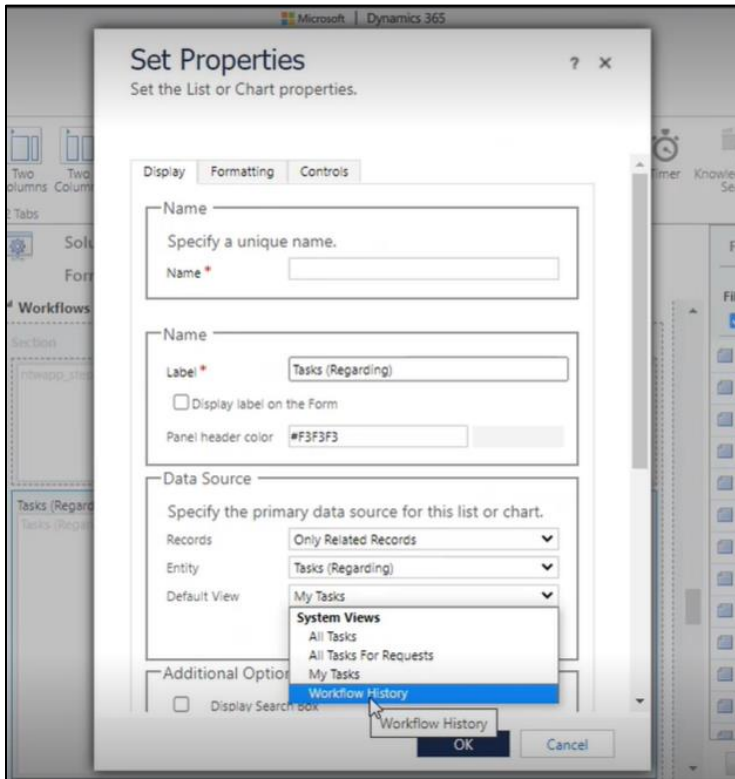 Microsoft | Dynamics 365
Set Properties
? ×
Set the List or Chart properties.
Two
Two
Timer
Columns
2 Tabs
Display Formatting Controls
Name
Specify a unique name.
Name *
Workflows
Section
Name
Label * Tasks (Regarding)
Display label on the Form
Panel header color #F3F3F3
Data Source
Specify the primary data source for this list or chart.
Records Only Related Records
Entity Tasks (Regarding)
Default View My Tasks
System Views
All Tasks
All Tasks For Requests
My Tasks
Workflow History
Display Search Box
Workflow History
OK Cancel